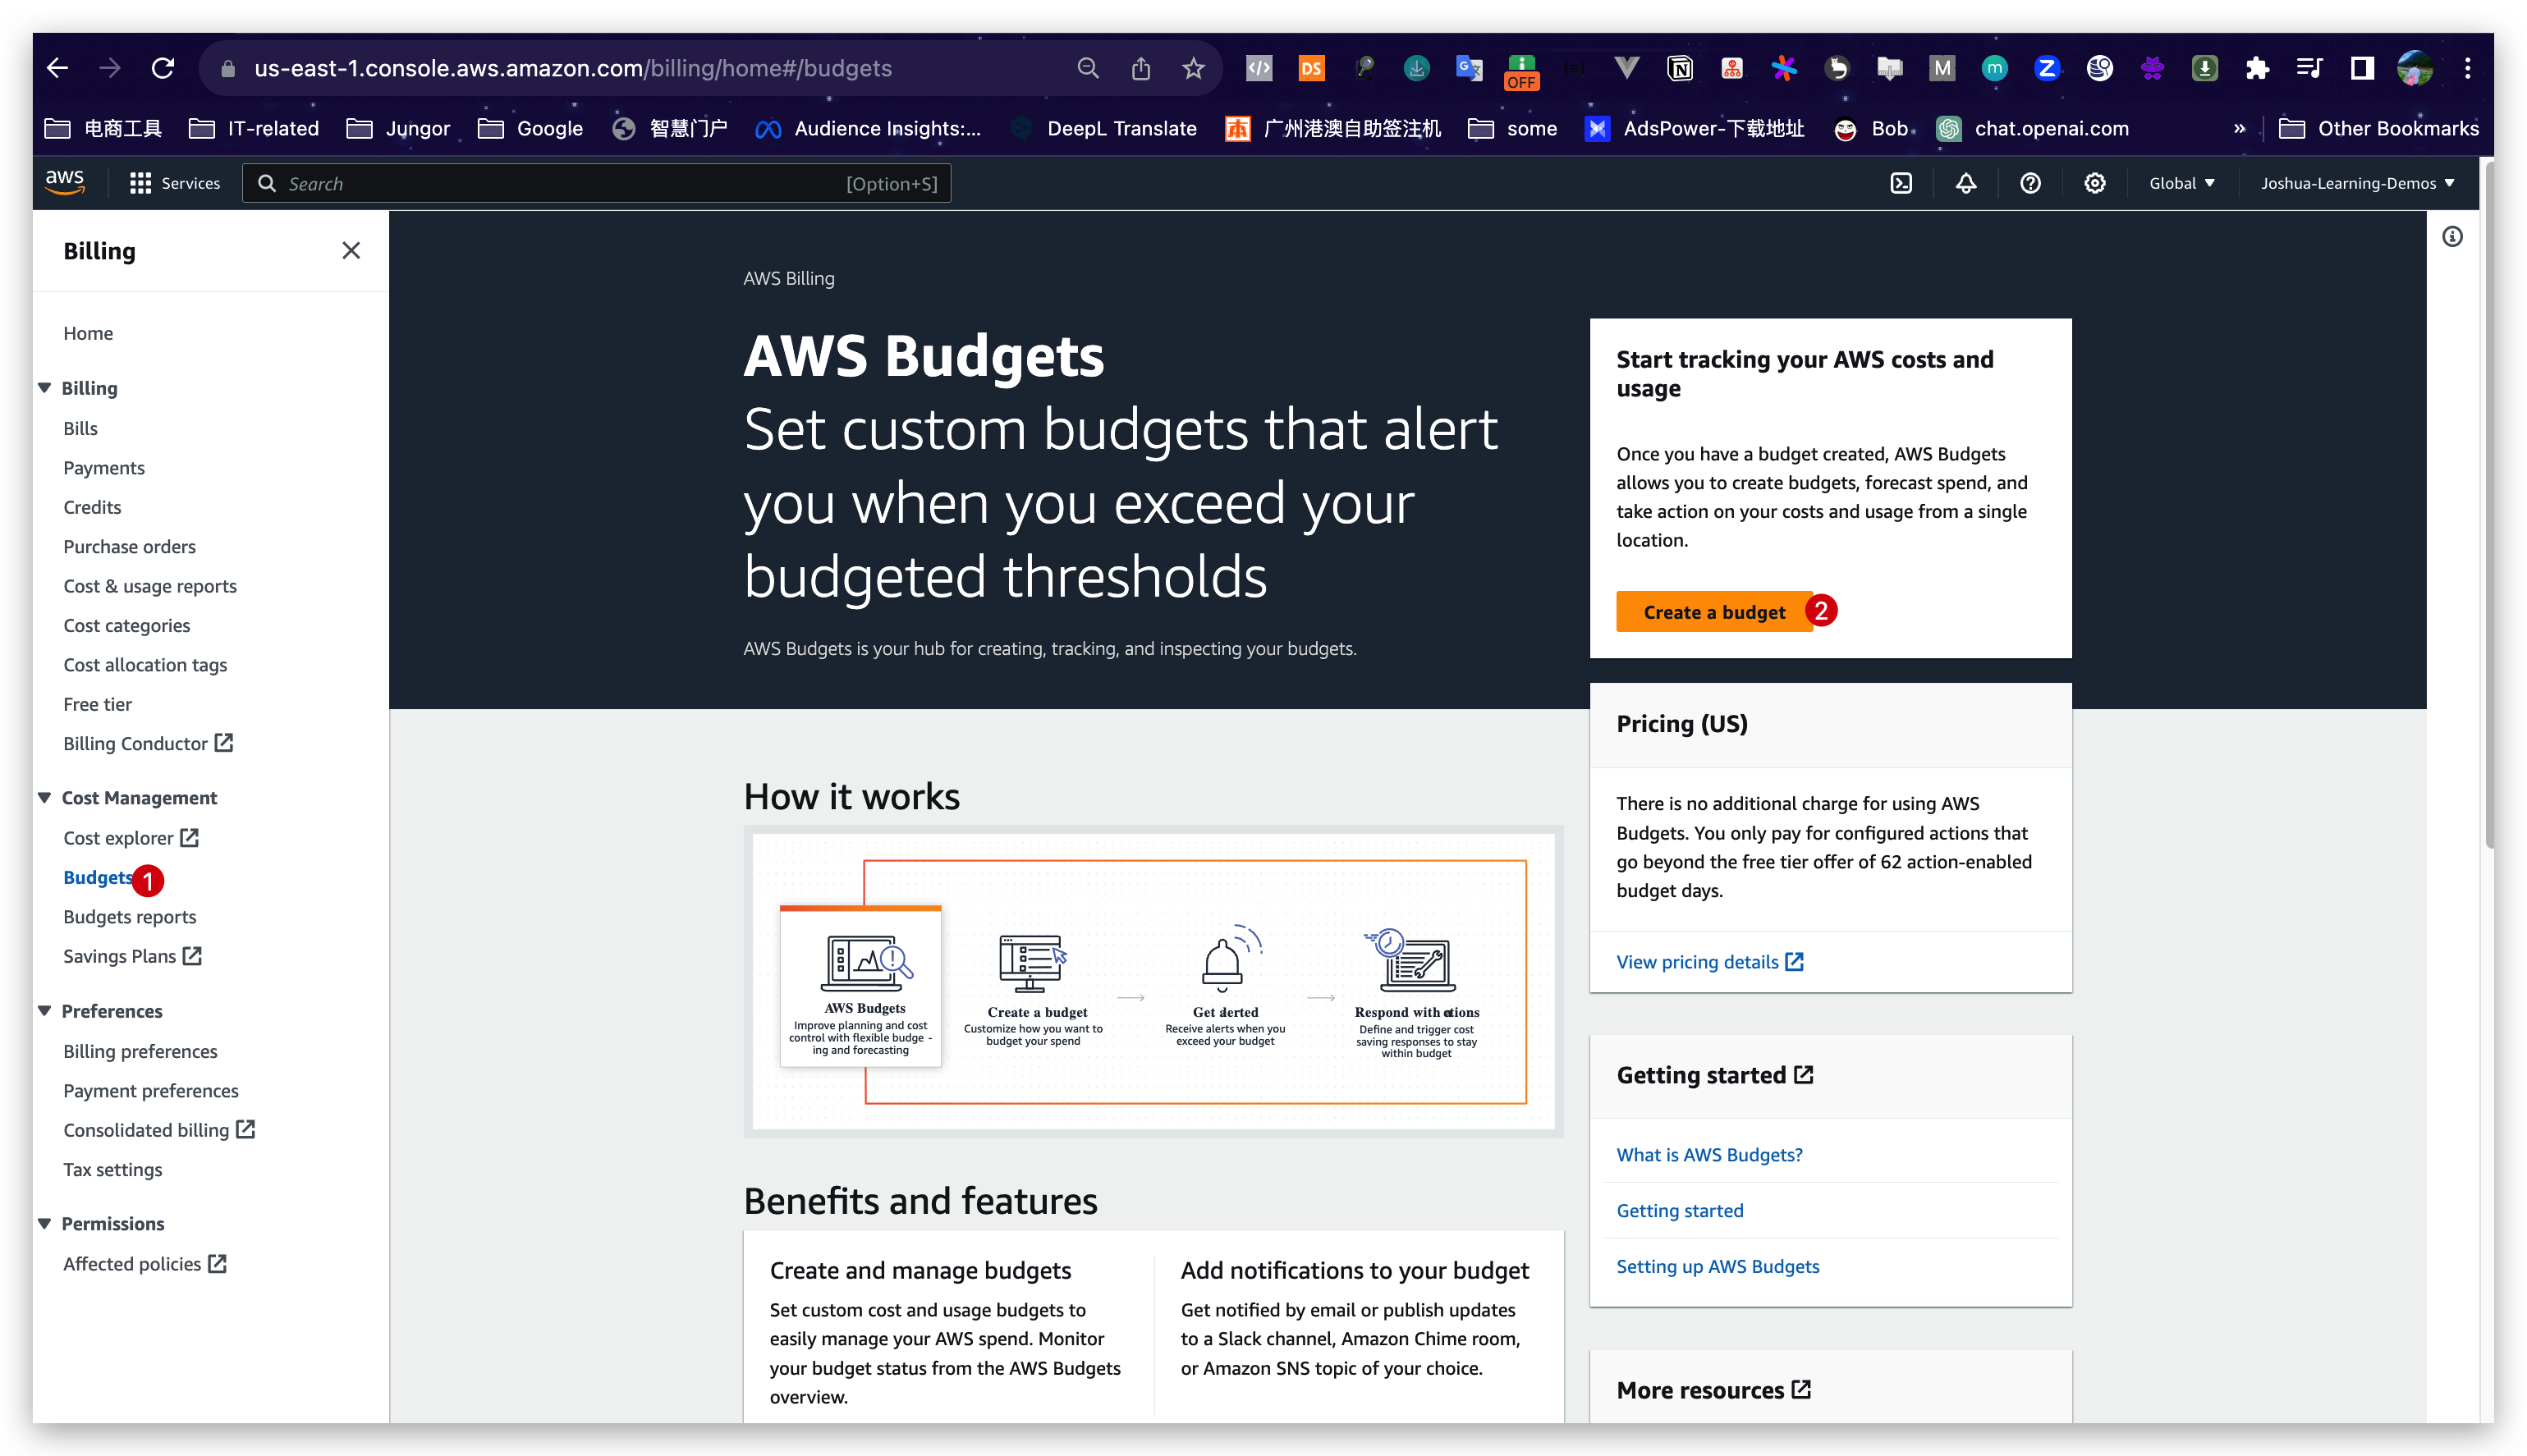 us-east-1.console.aws.amazon.com/billing/home#/budgets
DS
OFF
M
m
Z
电商工具
IT-related
Jungor
Google
智慧门户
Audience Insights:...
DeepL Translate
广州港澳自助签注机
some
AdsPower-下载地址
Bob
chat.openai.com
»
Other Bookmarks
aws
Services
Search
[Option+S]
Global
Joshua-Learning-Demos
Billing
Home
Billing
Bills
Payments
Credits
Purchase orders
Cost & usage reports
Cost categories
Cost allocation tags
Free tier
Billing Conductor
Cost Management
Cost explorer
Budgets
1
Budgets reports
Savings Plans
Preferences
Billing preferences
Payment preferences
Consolidated billing
Tax settings
Permissions
Affected policies
AWS Billing
AWS Budgets
Set custom budgets that alert
you when you exceed your
budgeted thresholds
AWS Budgets is your hub for creating, tracking, and inspecting your budgets.
Start tracking your AWS costs and
usage
Once you have a budget created, AWS Budgets
allows you to create budgets, forecast spend, and
take action on your costs and usage from a single
location.
Create a budget
2
Pricing (US)
There is no additional charge for using AWS
Budgets. You only pay for configured actions that
go beyond the free tier offer of 62 action-enabled
budget days.
View pricing details
Getting started
What is AWS Budgets?
Getting started
Setting up AWS Budgets
More resources
How it works
AWS Budgets
Improve planning and cost
control with flexible budge -
ing and forecasting
Create a budget
Customize how you want to
budget your spend
Get alerted
Receive alerts when you
exceed your budget
Respond with actions
Define and trigger cost
saving responses to stay
within budget
Benefits and features
Create and manage budgets
Set custom cost and usage budgets to
easily manage your AWS spend. Monitor
your budget status from the AWS Budgets
overview.
Add notifications to your budget
Get notified by email or publish updates
to a Slack channel, Amazon Chime room,
or Amazon SNS topic of your choice.